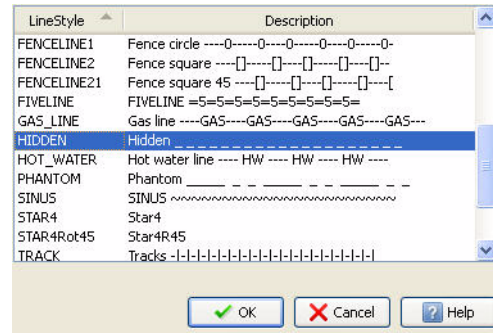 LineStyle Description
FENCELINE1 Fence circle ----0-----0----0-----0----0-----0-
FENCELINE2 Fence square ----[]-----[]----[]-----[]----[]--
FENCELINE21 Fence square 45 ----[]-----[]----[]-----[]----[
FIVELINE FIVELINE =5=5=5=5=5=5=5=5=
GAS_LINE Gas line ----GAS----GAS----GAS----GAS----GAS---
HIDDEN Hidden _ _ _ _ _ _ _ _ _ _ _ _ _ _ _ _ _ _ _ _
HOT_WATER Hot water line ---- HW ---- HW ---- HW ----
PHANTOM Phantom _____ _ _ _____ _ _ _____ _ _
SINUS SINUS ~~~~~~~~~~~~~~~~~~~~~~~~~~
STAR4 Star4
STAR4Rot45 Star4R45
TRACK Tracks -|-|-|-|-|-|-|-|-|-|-|-|-|-|-|-|-|-|-|-|
OK Cancel Help